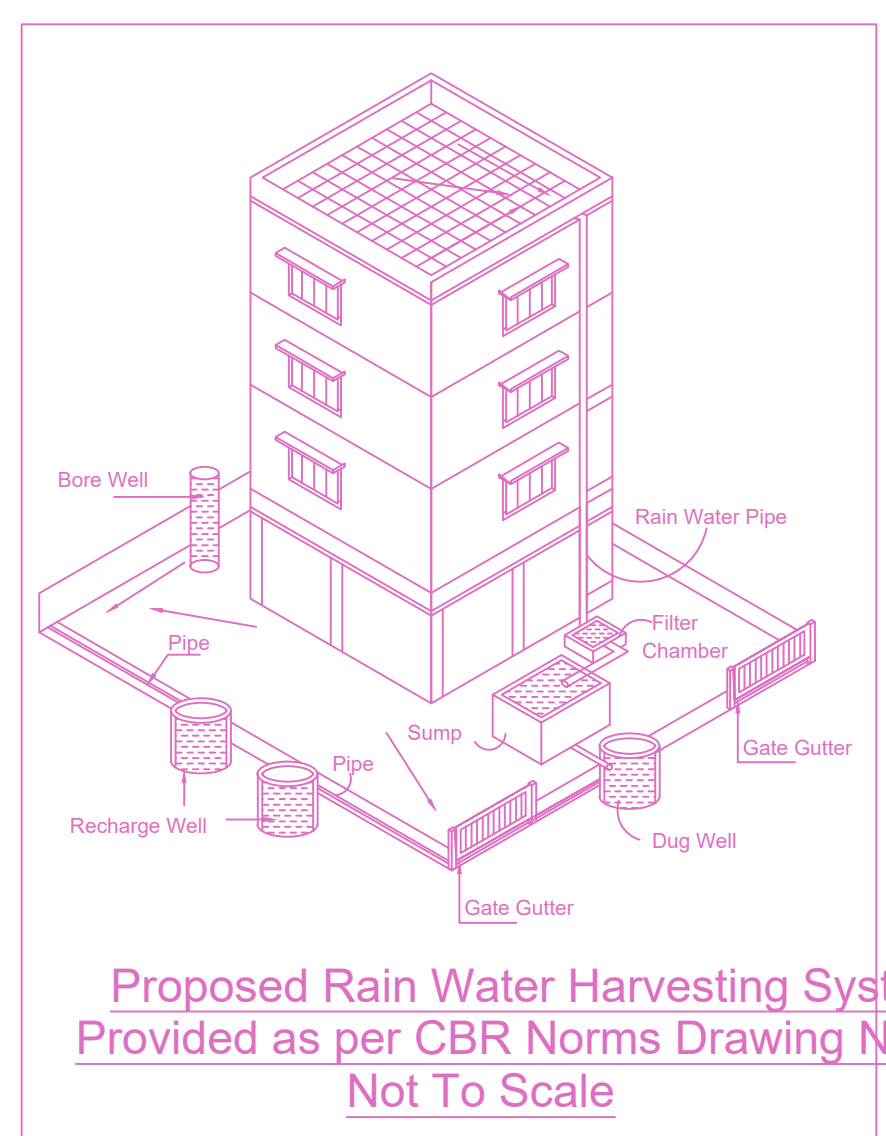 Bore Well
Rain Water Pipe
Filter
Chamber
Pipe
Sump
Gate Gutter
Pipe
Recharge Well
Dug Well
Gate Gutter
Proposed Rain Water Harvesting
Provided as per CBR Norms Drawing
Not To Scale